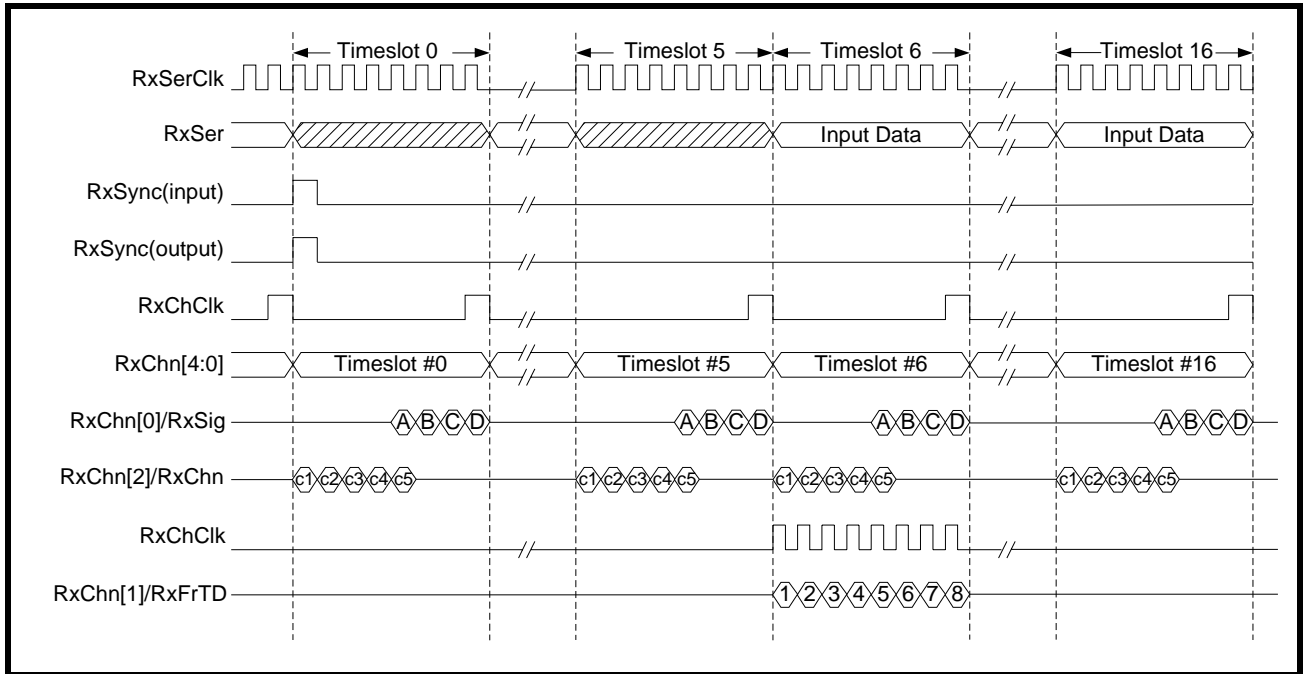 Timeslot 0 Timeslot 5 Timeslot 6 Timeslot 16
RxSerClk
RxSer Input Data Input Data
RxSync(input)
RxSync(output)
RxChClk
RxChn[4:0] Timeslot #0 Timeslot #5 Timeslot #6 Timeslot #16
RxChn[0]/RxSig A B C D A B C D A B C D A B C D
RxChn[2]/RxChn c1 c2 c3 c4 c5 c1 c2 c3 c4 c5 c1 c2 c3 c4 c5 c1 c2 c3 c4 c5
RxChClk
RxChn[1]/RxFrTD 1 2 3 4 5 6 7 8